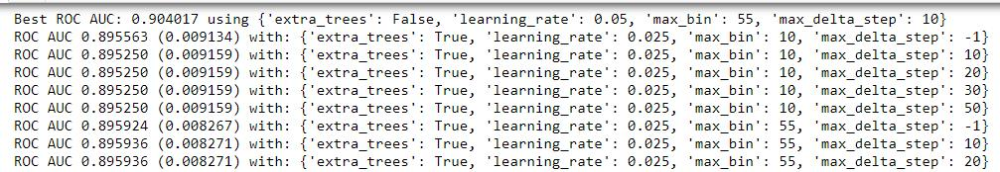 Best ROC AUC: 0.904017 using {'extra_trees': False, 'learning_rate': 0.05, 'max_bin': 55, 'max_delta_step': 10}
ROC AUC 0.895563 (0.009134) with: {'extra_trees': True, 'learning_rate': 0.025, 'max_bin': 10, 'max_delta_step': -1}
ROC AUC 0.895250 (0.009159) with: {'extra_trees': True, 'learning_rate': 0.025, 'max_bin': 10, 'max_delta_step': 10}
ROC AUC 0.895250 (0.009159) with: {'extra_trees': True, 'learning_rate': 0.025, 'max_bin': 10, 'max_delta_step': 20}
ROC AUC 0.895250 (0.009159) with: {'extra_trees': True, 'learning_rate': 0.025, 'max_bin': 10, 'max_delta_step': 30}
ROC AUC 0.895250 (0.009159) with: {'extra_trees': True, 'learning_rate': 0.025, 'max_bin': 10, 'max_delta_step': 50}
ROC AUC 0.895924 (0.008267) with: {'extra_trees': True, 'learning_rate': 0.025, 'max_bin': 55, 'max_delta_step': -1}
ROC AUC 0.895936 (0.008271) with: {'extra_trees': True, 'learning_rate': 0.025, 'max_bin': 55, 'max_delta_step': 10}
ROC AUC 0.895936 (0.008271) with: {'extra_trees': True, 'learning_rate': 0.025, 'max_bin': 55, 'max_delta_step': 20}